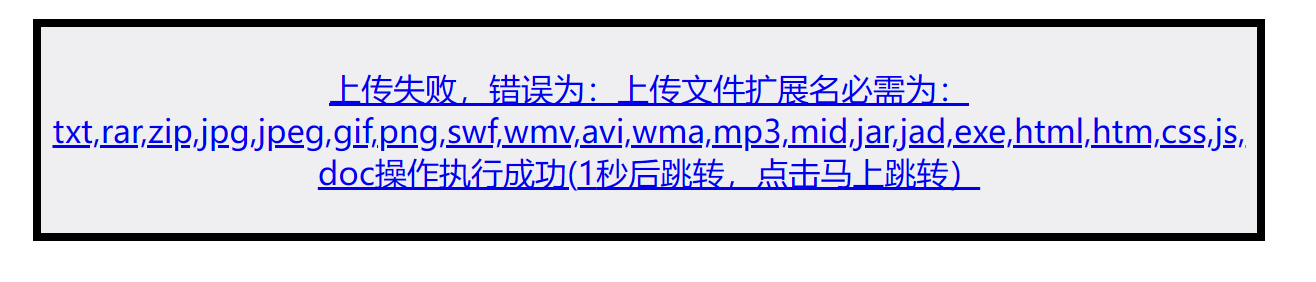 上传失败，错误为：上传文件扩展名必需为：
txt,rar,zip,jpg,jpeg,gif,png,swf,wmv,avi,wma,mp3,mid,jar,jad,exe,html,htm,css,js,
doc操作执行成功(1秒后跳转，点击马上跳转）